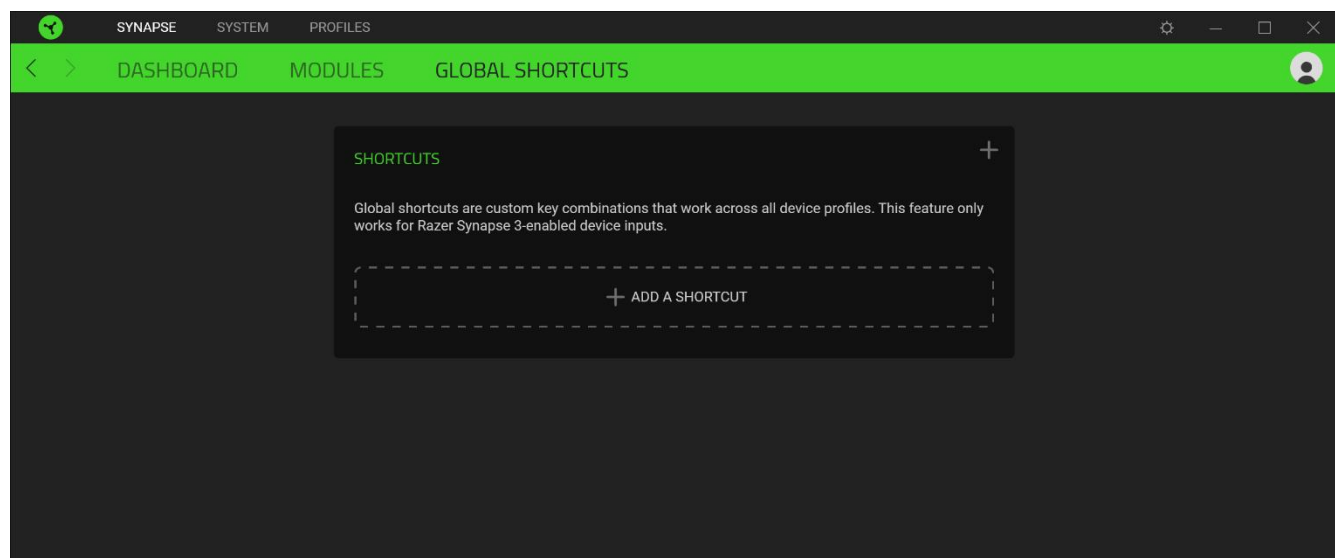 SYNAPSE SYSTEM PROFILES
DASHBOARD MODULES GLOBAL SHORTCUTS
SHORTCUTS
Global shortcuts are custom key combinations that work across all device profiles. This feature only
works for Razer Synapse 3-enabled device inputs.
ADD A SHORTCUT